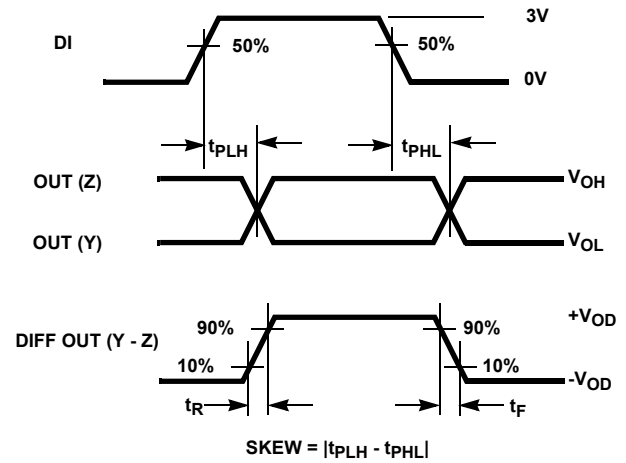 3V
DI
50%
50%
0V
tPLH
tPHL
OUT (Z)
VOH
OUT (Y)
VOL
+VOD
90%
90%
DIFF OUT (Y - Z)
10%
10%
-VOD
tR
tF
SKEW = |tPLH - tPHL|